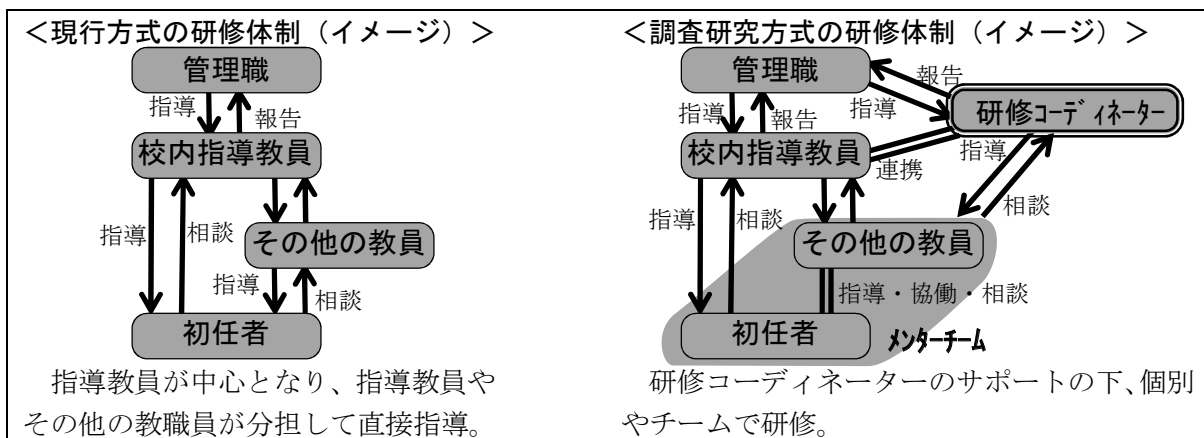 <現行方式の研修体制(イメージ)>
管理職
指導
報告
校内指導教員
指導
相談
その他の教員
指導
相談
初任者
指導教員が中心となり、指導教員や
その他の教職員が分担して直接指導。
<調査研究方式の研修体制(イメージ)>
管理職
報告
指導
指導
報告
研修コーディネーター
校内指導教員
連携
指導
指導
相談
相談
その他の教員
指導・協働・相談
初任者
メンターチーム
研修コーディネーターのサポートの下、個別
やチームで研修。